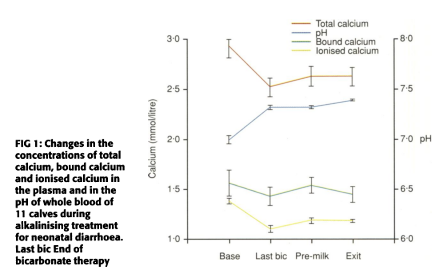 Total calcium
pH
Bound calcium
Ionised calcium
3·0
2·5
2·0
1·5
1·0
Calcium (mmol/litre)
8·0
7·5
7·0
6·5
6·0
pH
Base
Last bic
Pre-milk
Exit
FIG 1: Changes in the
concentrations of total
calcium, bound calcium
and ionised calcium in
the plasma and in the
pH of whole blood of
11 calves during
alkalinising treatment
for neonatal diarrhoea.
Last bic End of
bicarbonate therapy